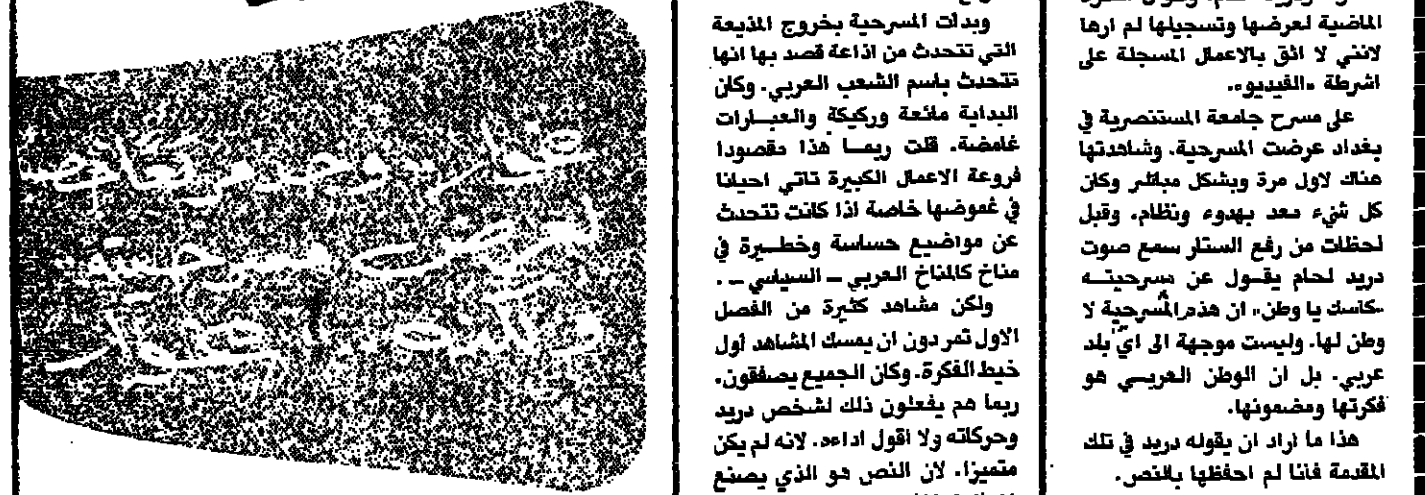 الماضية لعرضها وتسجيلها لم ارها
لانني لا اثق بالاعمال المسجلة على
اشرطة «الفيديو».
على مسرح جامعة المستنصرية في
بغداد عرضت المسرحية. وشاهدتها
هناك لاول مرة وبشكل مباشر وكان
كل شيء معد بهدوء ونظام. وقبل
لحظات من رفع الستار سمع صوت
دريد لحام يقول عن مسرحيته
«كاسك يا وطن» ان هذه المسرحية لا
وطن لها. وليست موجهة الى اي بلد
عربي. بل ان الوطن العربي هو
فكرتها ومضمونها.
هذا ما اراد ان يقوله دريد في تلك
المقدمة فانا لم احفظها بالنص.
وبدات المسرحية بخروج المذيعة
التي تتحدث من اذاعة قصد بها انها
تتحدث باسم الشعب العربي. وكان
البداية مائعة وركيكة والعبارات
غامضة. قلت ربما هذا مقصودا
فروعة الاعمال الكبيرة تاتي احيانا
في غموضها خاصة اذا كانت تتحدث
عن مواضيع حساسة وخطيرة في
مناخ كالمناخ العربي ـ السياسي ـ .
ولكن مشاهد كثيرة من الفصل
الاول تمر دون ان يمسك المشاهد اول
خيط الفكرة. وكان الجميع يصفقون.
ربما هم يفعلون ذلك لشخص دريد
وحركاته ولا اقول اداءه. لانه لم يكن
متميزا. لان النص هو الذي يصنع